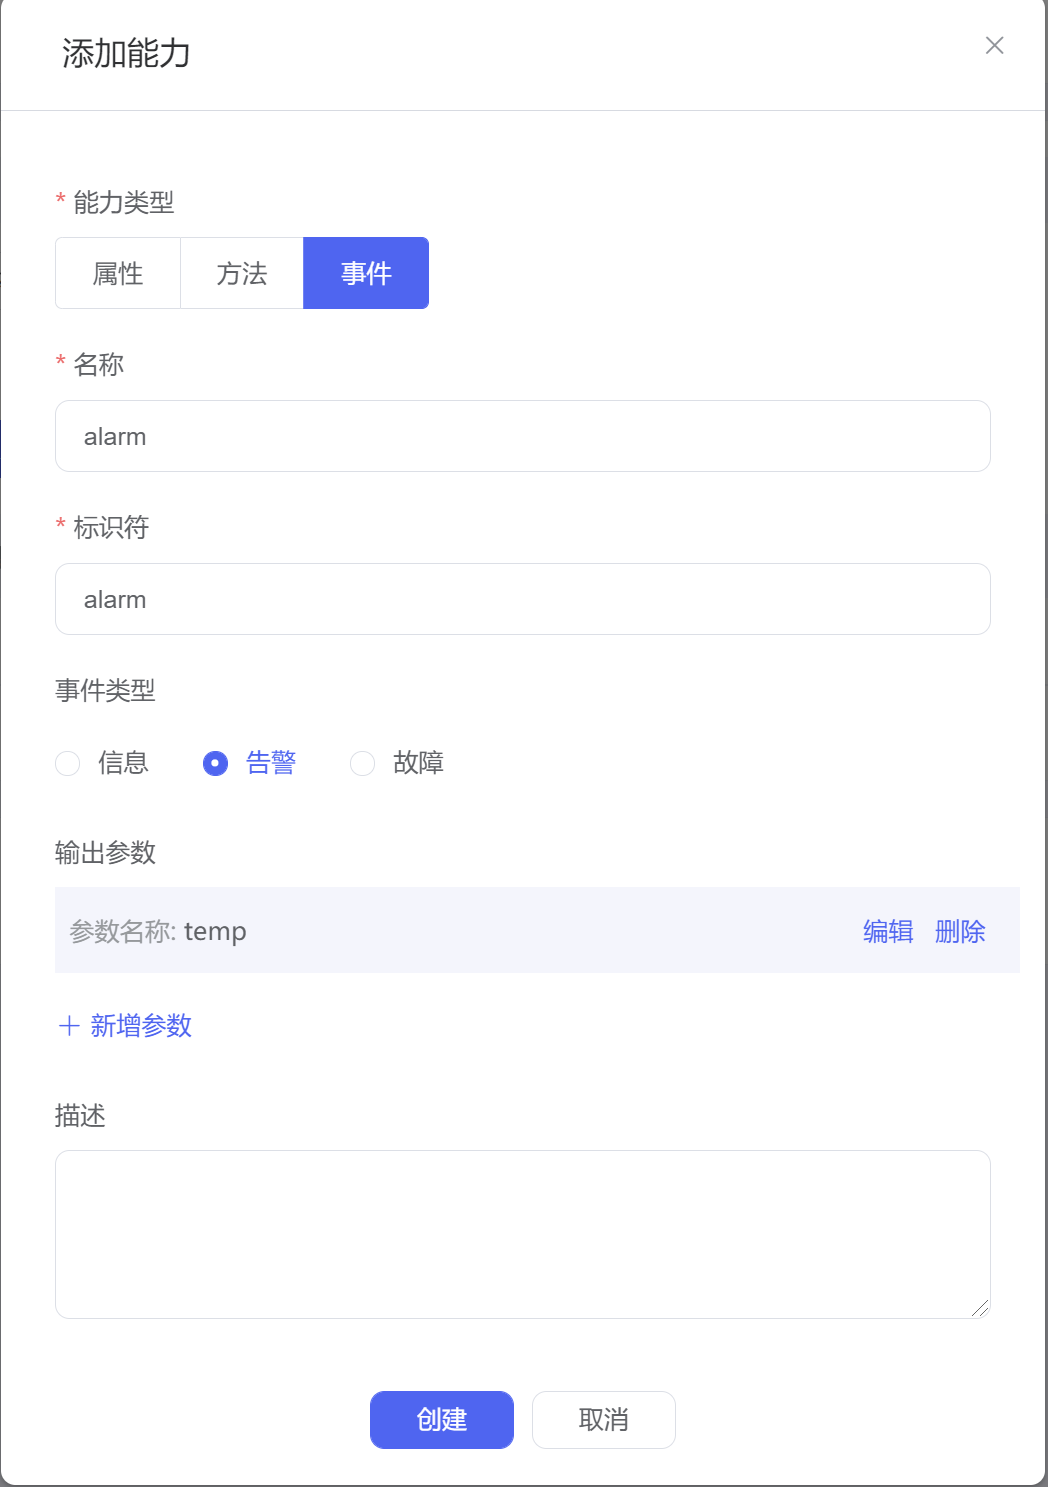 添加能力
* 能力类型
属性 方法 事件
* 名称
alarm
* 标识符
alarm
事件类型
信息 告警 故障
输出参数
参数名称: temp 编辑 删除
+ 新增参数
描述
创建 取消